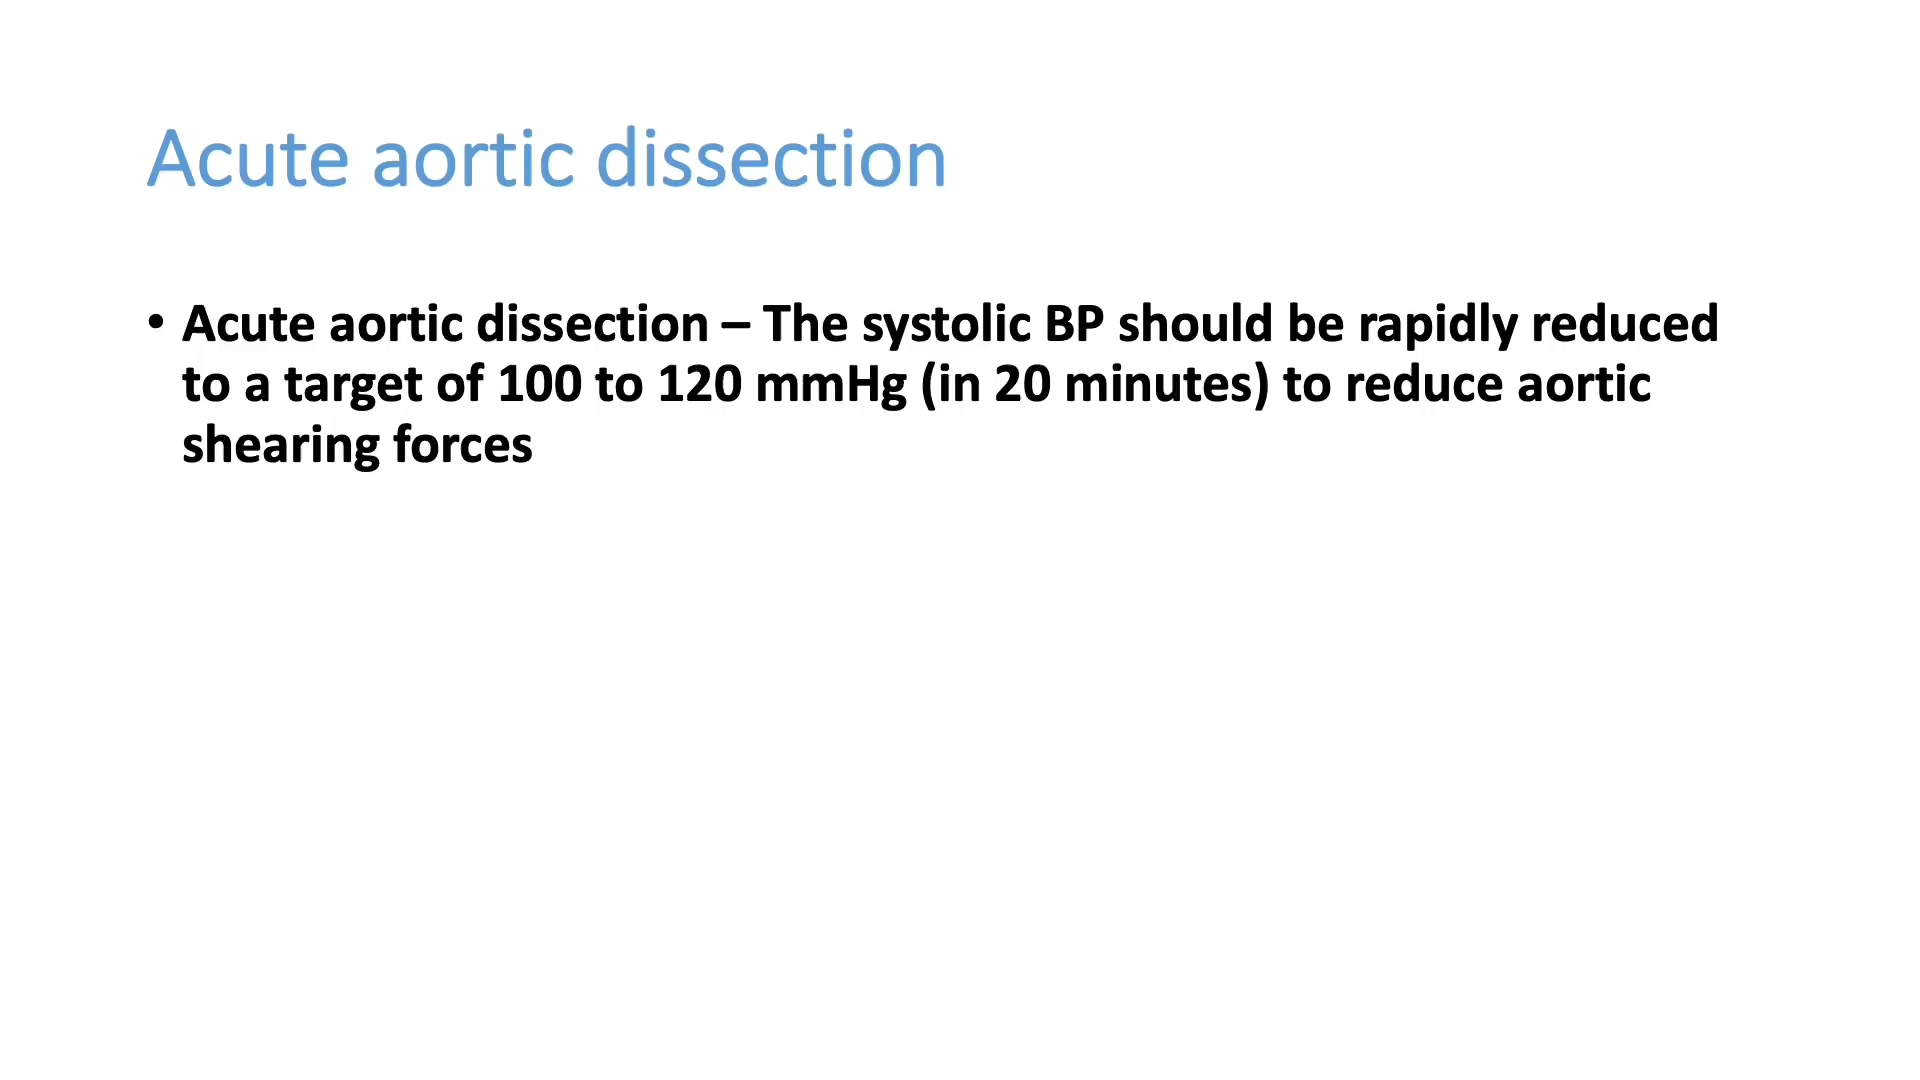 Acute aortic dissection
• Acute aortic dissection – The systolic BP should be rapidly reduced
to a target of 100 to 120 mmHg (in 20 minutes) to reduce aortic
shearing forces